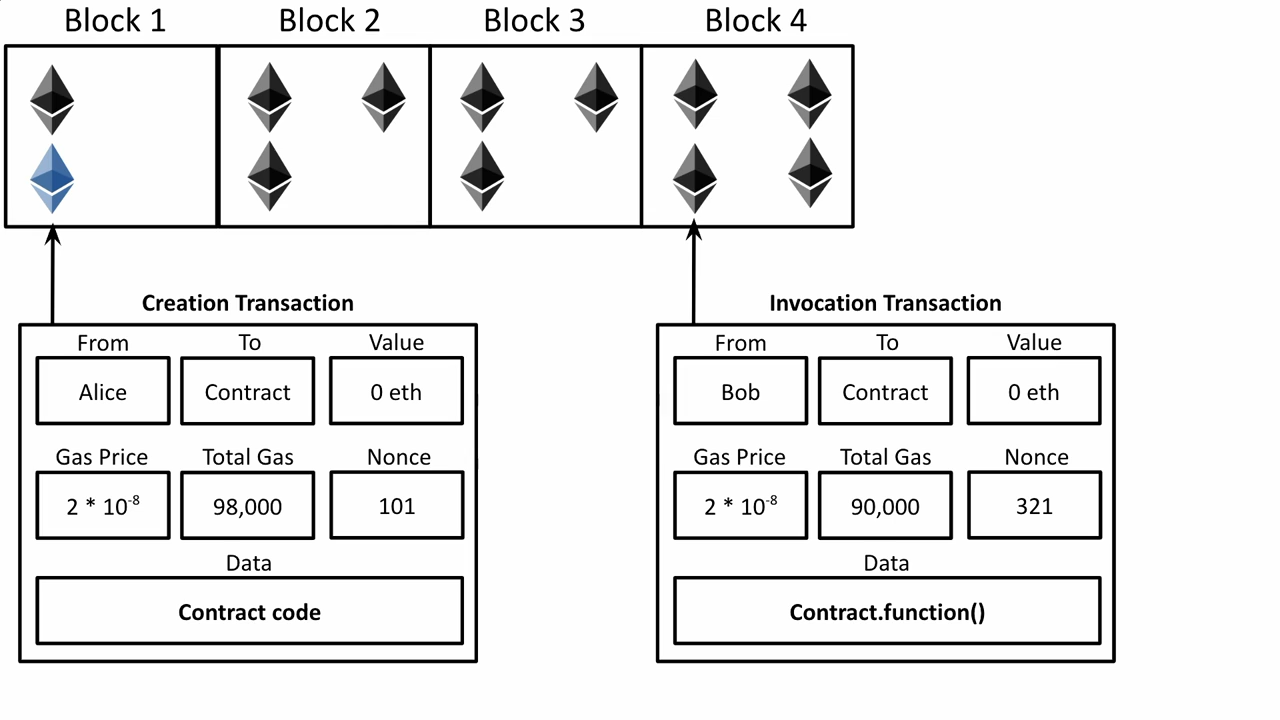 Block 1 Block 2 Block 3 Block 4
Creation Transaction
From To Value
Alice Contract 0 eth
Gas Price Total Gas Nonce
2 * 10⁻⁸ 98,000 101
Data
Contract code
Invocation Transaction
From To Value
Bob Contract 0 eth
Gas Price Total Gas Nonce
2 * 10⁻⁸ 90,000 321
Data
Contract.function()